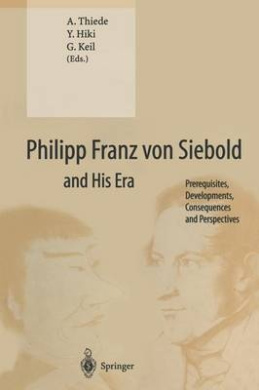 A. Thiede
Y. Hiki
G. Keil
(Eds.)
Philipp Franz von Siebold
and His Era
Prerequisites,
Developments,
Consequences
and Perspectives
Springer